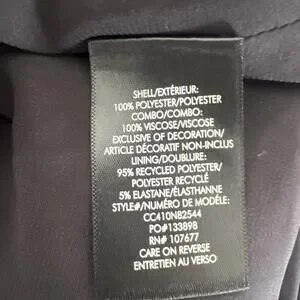 SHELL/EXTÉRIEUR:
100% POLYESTER/POLYESTER
COMBO/COMBO:
100% VISCOSE/VISCOSE
EXCLUSIVE OF DECORATION/
ARTICLE DÉCORATIF NON-INCLUS
LINING/DOUBLURE:
95% RECYCLED POLYESTER/
POLYESTER RECYCLÉ
5% ELASTANE/ÉLASTHANNE
STYLE#/NUMÉRO DE MODÈLE:
CC410N82544
PO#133898
RN# 107677
CARE ON REVERSE
ENTRETIEN AU VERSO